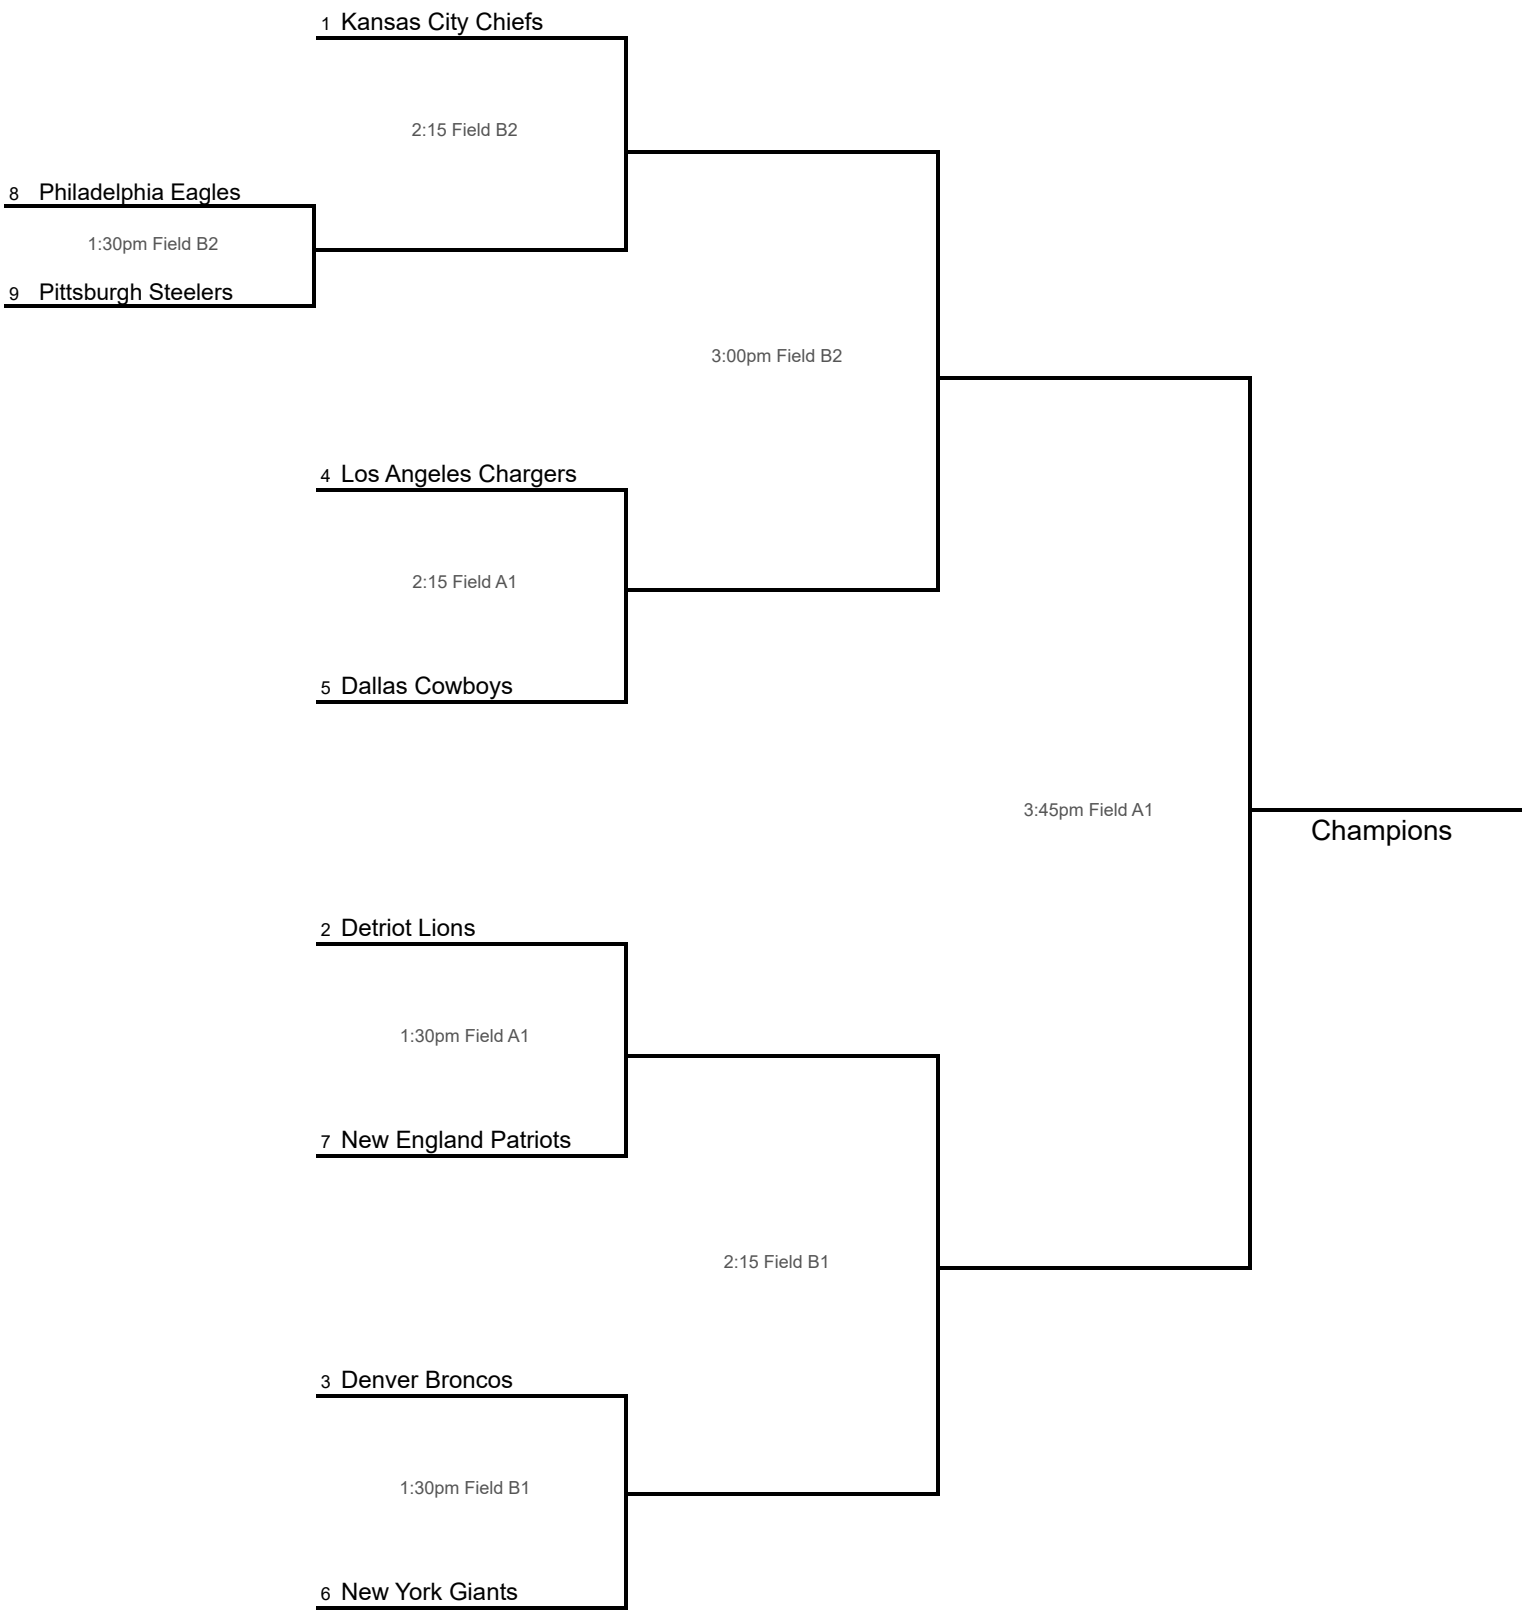 1 Kansas City Chiefs
2:15 Field B2
8 Philadelphia Eagles
1:30pm Field B2
9 Pittsburgh Steelers
3:00pm Field B2
4 Los Angeles Chargers
2:15 Field A1
5 Dallas Cowboys
3:45pm Field A1
Champions
2 Detriot Lions
1:30pm Field A1
7 New England Patriots
2:15 Field B1
3 Denver Broncos
1:30pm Field B1
6 New York Giants